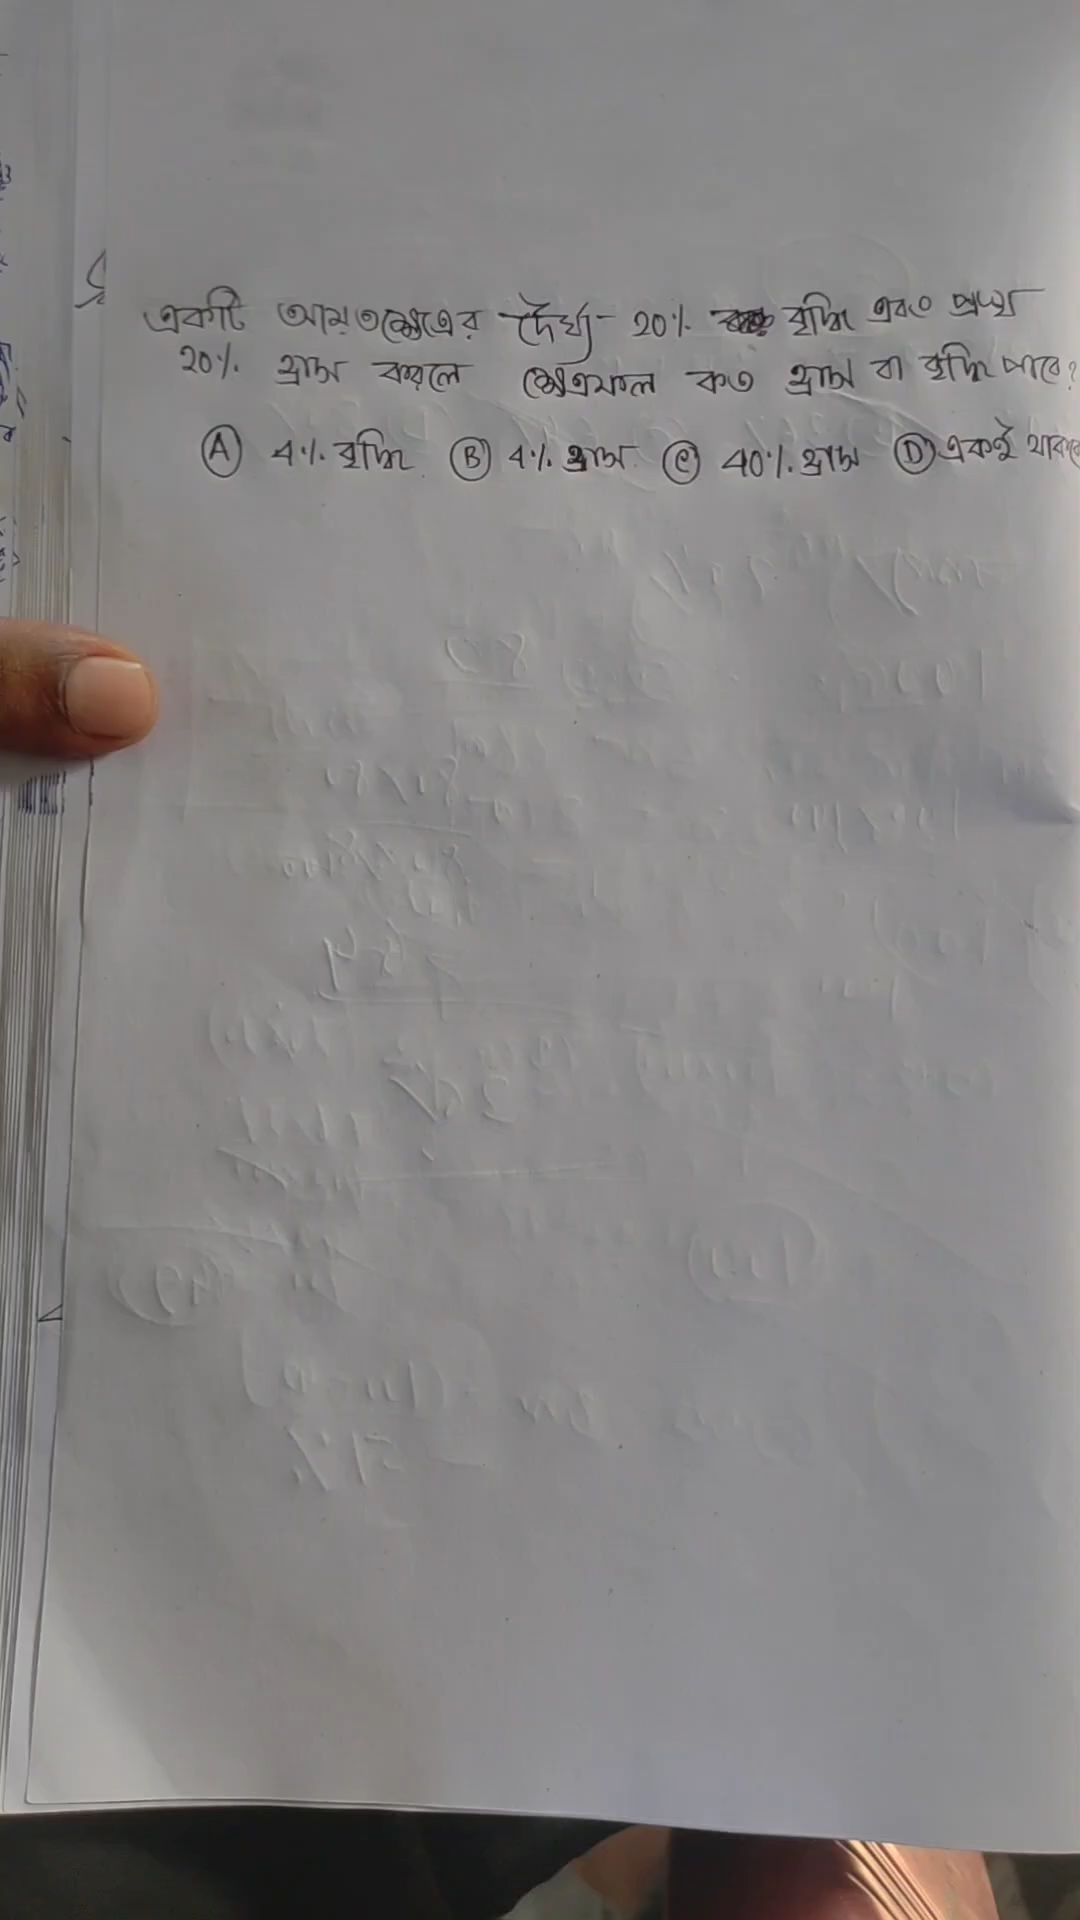 একটি আয়তক্ষেত্রের দৈর্ঘ্য 20% বৃদ্ধি এবং প্রস্থ
20% হ্রাস করলে ক্ষেত্রফল কত হ্রাস বা বৃদ্ধি পাবে?
Ⓐ 4% বৃদ্ধি Ⓑ 4% হ্রাস Ⓒ 40% হ্রাস Ⓓ একই থাকবে